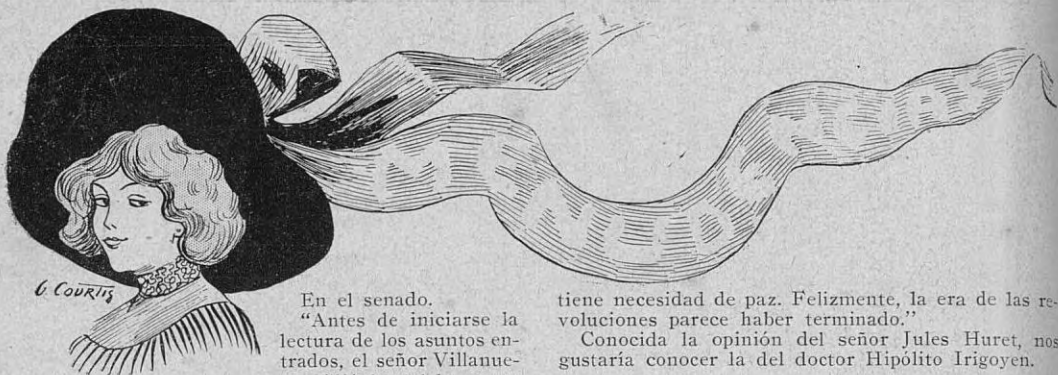 MENUDENCIAS
G. COURTIS
En el senado.
“Antes de iniciarse la
lectura de los asuntos en-
trados, el señor Villanue-
tiene necesidad de paz. Felizmente, la era de las re-
voluciones parece haber terminado.”
Conocida la opinión del señor Jules Huret, nos
gustaría conocer la del doctor Hipólito Irigoyen.